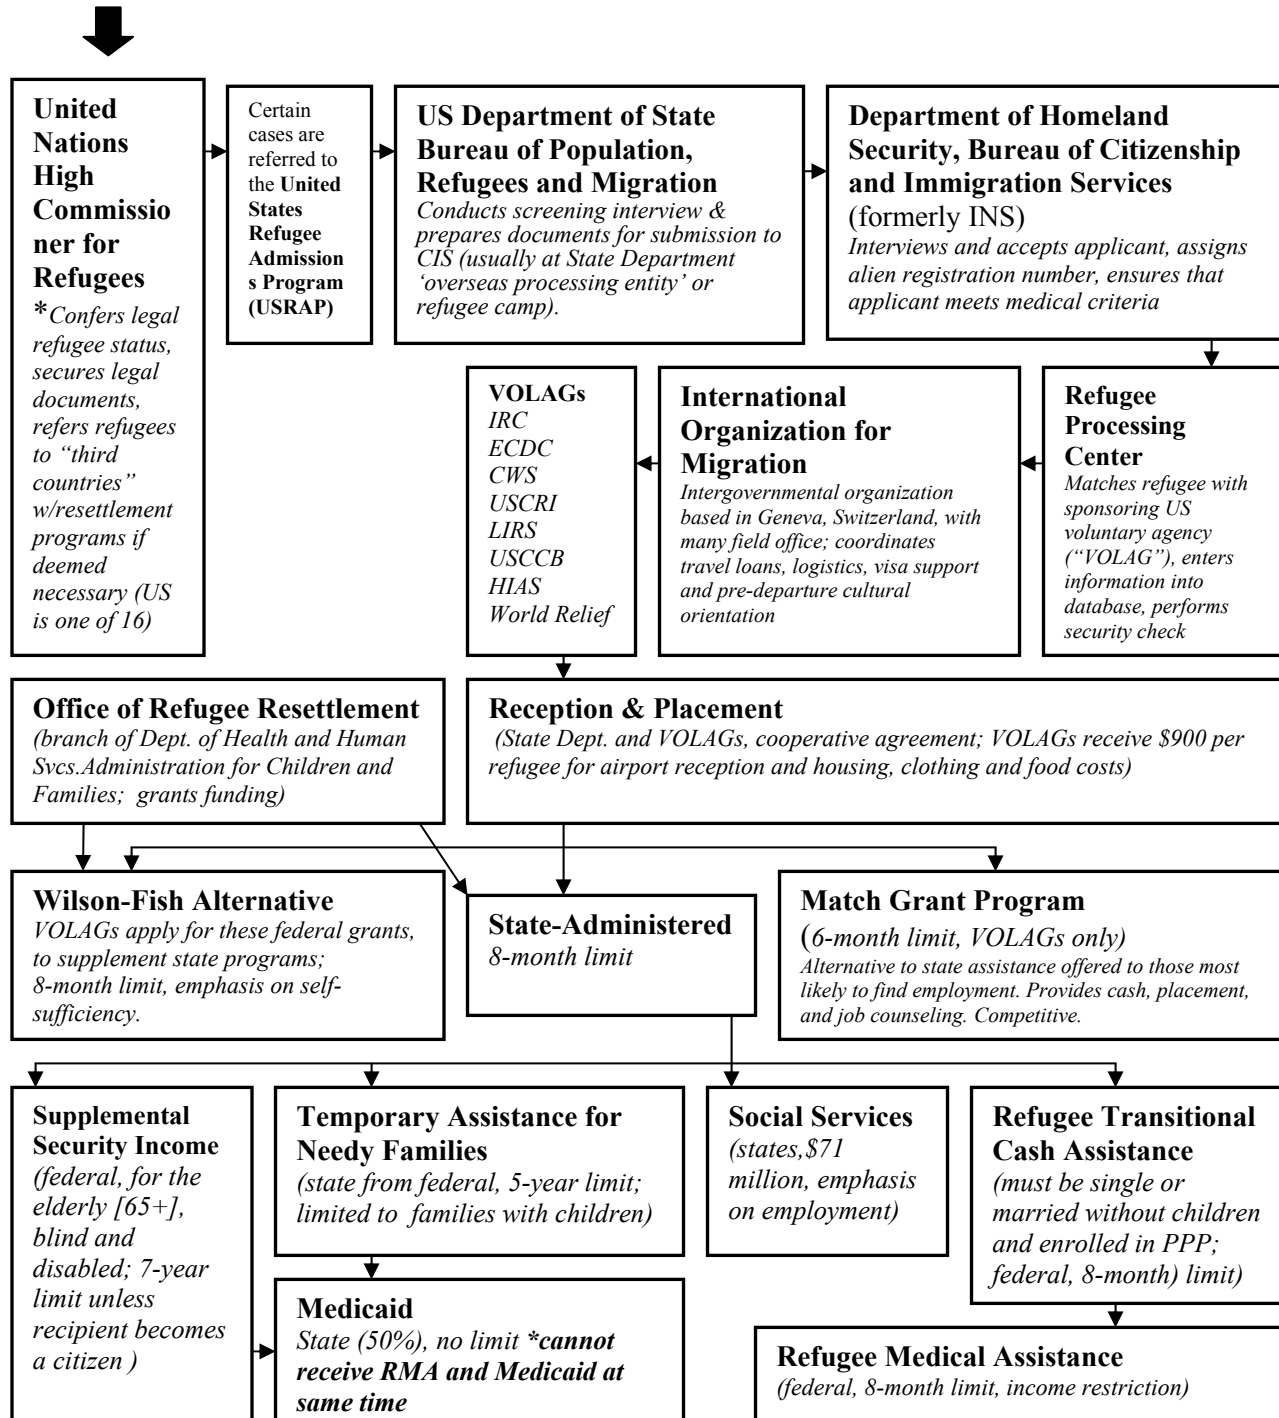 United
Nations
High
Commissio
ner for
Refugees
*Confers legal
refugee status,
secures legal
documents,
refers refugees
to “third
countries”
w/resettlement
programs if
deemed
necessary (US
is one of 16)
Certain
cases are
referred to
the United
States
Refugee
Admission
s Program
(USRAP)
US Department of State
Bureau of Population,
Refugees and Migration
Conducts screening interview &
prepares documents for submission to
CIS (usually at State Department
‘overseas processing entity’ or
refugee camp).
Department of Homeland
Security, Bureau of Citizenship
and Immigration Services
(formerly INS)
Interviews and accepts applicant, assigns
alien registration number, ensures that
applicant meets medical criteria
Refugee
Processing
Center
Matches refugee with
sponsoring US
voluntary agency
(“VOLAG”), enters
information into
database, performs
security check
International
Organization for
Migration
Intergovernmental organization
based in Geneva, Switzerland, with
many field office; coordinates
travel loans, logistics, visa support
and pre-departure cultural
orientation
VOLAGs
IRC
ECDC
CWS
USCRI
LIRS
USCCB
HIAS
World Relief
Office of Refugee Resettlement
(branch of Dept. of Health and Human
Svcs.Administration for Children and
Families;  grants funding)
Reception & Placement
(State Dept. and VOLAGs, cooperative agreement; VOLAGs receive $900 per
refugee for airport reception and housing, clothing and food costs)
Wilson-Fish Alternative
VOLAGs apply for these federal grants,
to supplement state programs;
8-month limit, emphasis on self-
sufficiency.
State-Administered
8-month limit
Match Grant Program
(6-month limit, VOLAGs only)
Alternative to state assistance offered to those most
likely to find employment. Provides cash, placement,
and job counseling. Competitive.
Supplemental
Security Income
(federal, for the
elderly [65+],
blind and
disabled; 7-year
limit unless
recipient becomes
a citizen )
Temporary Assistance for
Needy Families
(state from federal, 5-year limit;
limited to  families with children)
Social Services
(states,$71
million, emphasis
on employment)
Refugee Transitional
Cash Assistance
(must be single or
married without children
and enrolled in PPP;
federal, 8-month) limit)
Medicaid
State (50%), no limit *cannot
receive RMA and Medicaid at
same time
Refugee Medical Assistance
(federal, 8-month limit, income restriction)